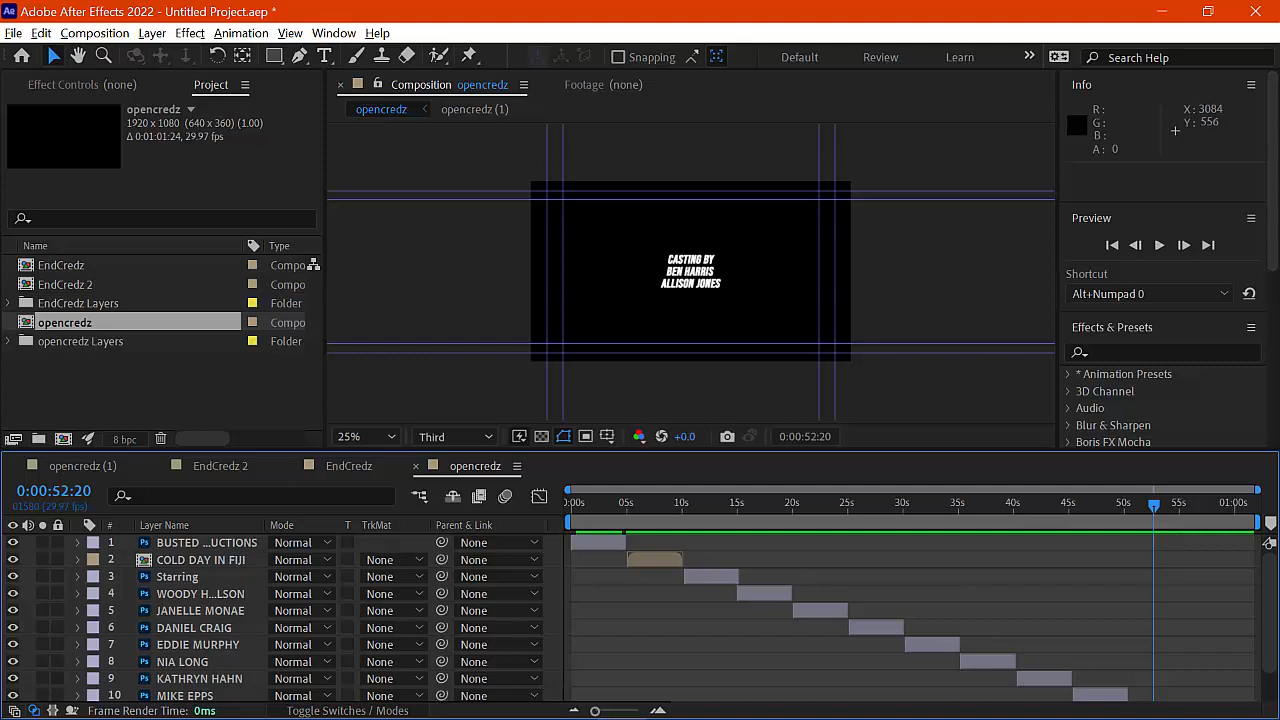 Adobe After Effects 2022 - Untitled Project.aep *
File Edit Composition Layer Effect Animation View Window Help
Snapping Default Review Learn Search Help
Effect Controls (none) Project
Composition opencredz Footage (none)
Info
opencredz
1920 x 1080 (640 x 360) (1.00)
Δ 0:01:01:24, 29.97 fps
opencredz opencredz (1)
R: X: 3084
G: Y: 556
B:
A: 0
CASTING BY
BEN HARRIS
ALLISON JONES
Preview
Shortcut
Alt+Numpad 0
Effects & Presets
* Animation Presets
3D Channel
Audio
Blur & Sharpen
Boris FX Mocha
Name Type
EndCredz Compo
EndCredz 2 Compo
EndCredz Layers Folder
opencredz Compo
opencredz Layers Folder
8 bpc
25% Third +0.0 0:00:52:20
opencredz (1) EndCredz 2 EndCredz opencredz
0:00:52:20
01580 (29.97 fps)
0:00s 05s 10s 15s 20s 25s 30s 35s 40s 45s 50s 55s 01:00s
# Layer Name Mode T TrkMat Parent & Link
1 Ps BUSTED ...UCTIONS Normal None
2 COLD DAY IN FIJI Normal None None
3 Ps Starring Normal None None
4 Ps WOODY H...LSON Normal None None
5 Ps JANELLE MONAE Normal None None
6 Ps DANIEL CRAIG Normal None None
7 Ps EDDIE MURPHY Normal None None
8 Ps NIA LONG Normal None None
9 Ps KATHRYN HAHN Normal None None
10 Ps MIKE EPPS Normal None None
Frame Render Time: 0ms Toggle Switches / Modes